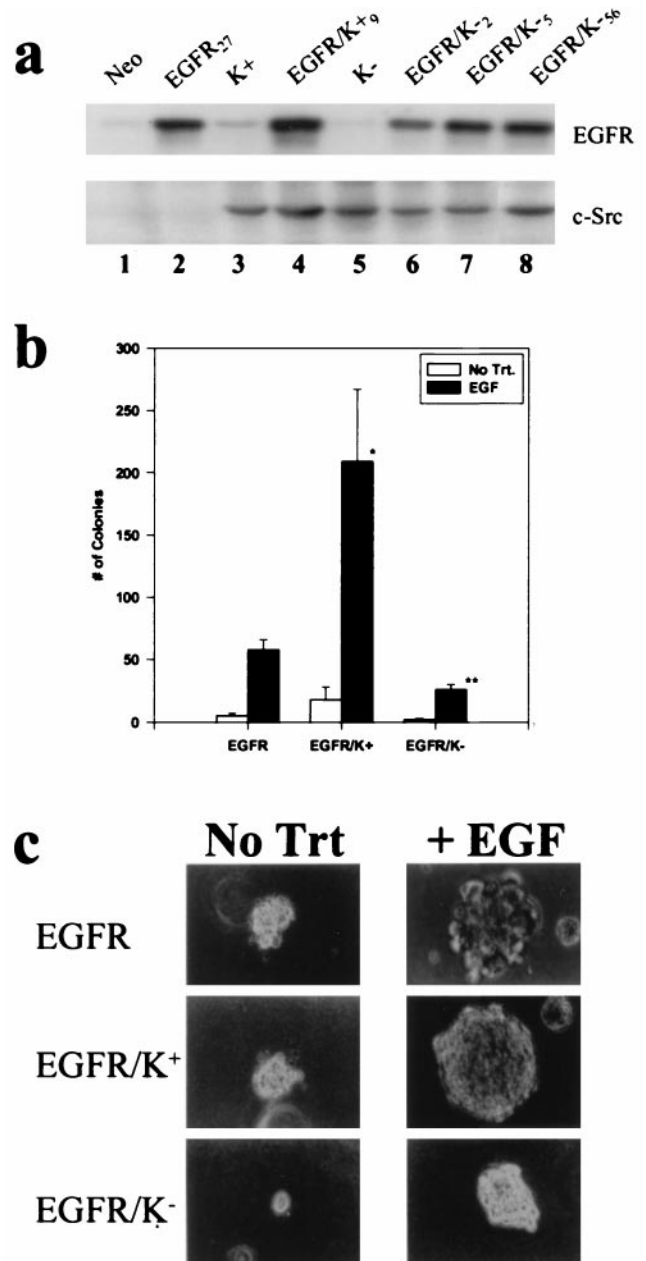 a
Neo EGFR27 K+ EGFR/K+9 K- EGFR/K-2 EGFR/K-5 EGFR/K-56
EGFR
c-Src
1 2 3 4 5 6 7 8
b
300
No Trt.
EGF
250
200
*
150
# of Colonies
100
50
**
0
EGFR EGFR/K+ EGFR/K-
c
No Trt + EGF
EGFR
EGFR/K+
EGFR/K-